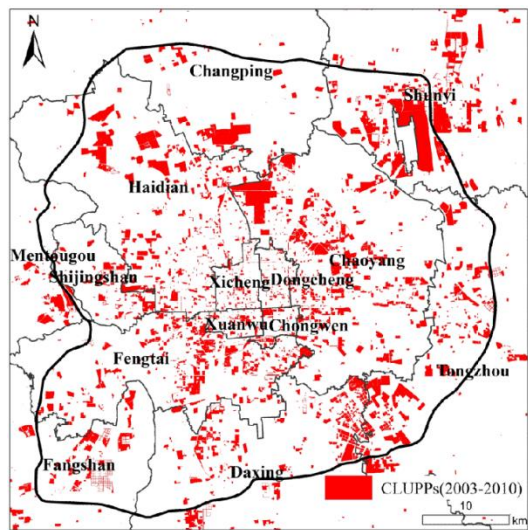 N
Changping
Shunyi
Haidian
Mentougou
Shijingshan
Chaoyang
Xicheng
Dongcheng
Xuanwu
Chongwen
Fengtai
Tongzhou
Fangshan
Daxing
CLUPPs(2003-2010)
10
km